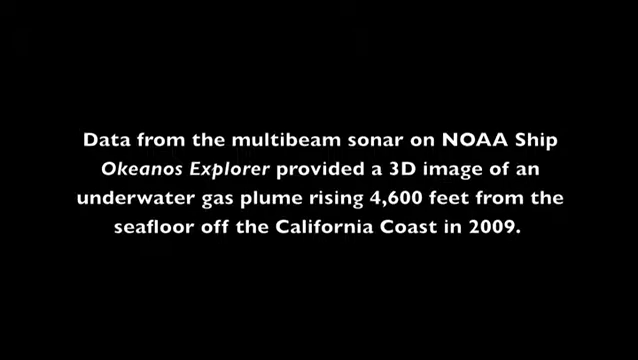 Data from the multibeam sonar on NOAA Ship
Okeanos Explorer provided a 3D image of an
underwater gas plume rising 4,600 feet from the
seafloor off the California Coast in 2009.